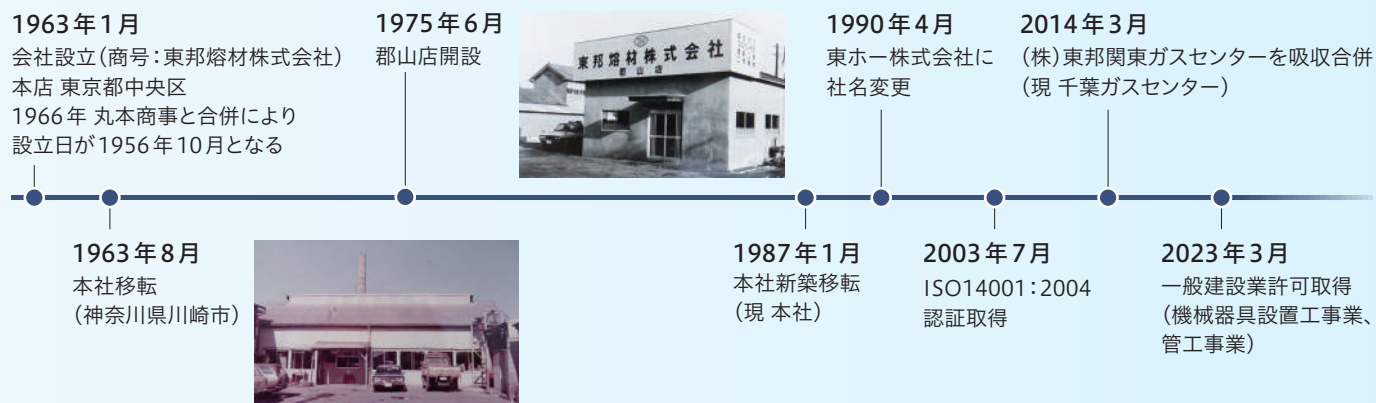 1963年1月
会社設立（商号：東邦熔材株式会社）
本店 東京都中央区
1966年 丸本商事と合併により
設立日が1956年10月となる
1963年8月
本社移転
（神奈川県川崎市）
1975年6月
郡山店開設
東邦熔材株式会社
郡山店
1987年1月
本社新築移転
（現 本社）
1990年4月
東ホー株式会社に
社名変更
2003年7月
ISO14001：2004
認証取得
2014年3月
（株）東邦関東ガスセンターを吸収合併
（現 千葉ガスセンター）
2023年3月
一般建設業許可取得
（機械器具設置工事業、
管工事業）